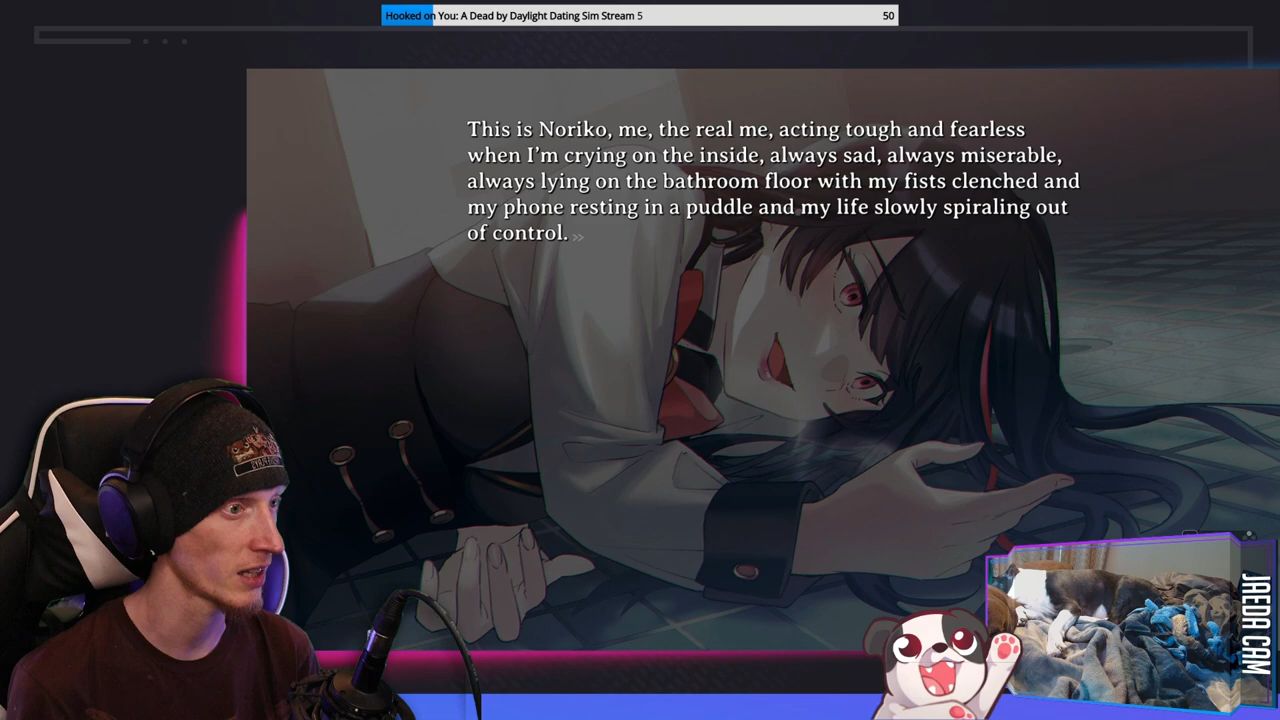 Hooked on You: A Dead by Daylight Dating Sim Stream 5
50
This is Noriko, me, the real me, acting tough and fearless
when I’m crying on the inside, always sad, always miserable,
always lying on the bathroom floor with my fists clenched and
my phone resting in a puddle and my life slowly spiraling out
of control. »
JAEDA CAM